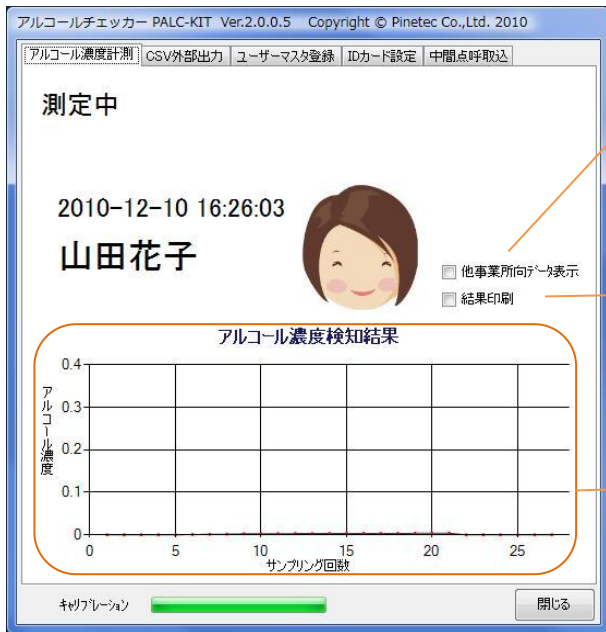 アルコールチェッカー PALC-KIT Ver.2.0.0.5 Copyright © Pinetec Co.,Ltd. 2010
アルコール濃度計測 CSV外部出力 ユーザーマスタ登録 IDカード設定 中間点呼取込
測定中
2010-12-10 16:26:03
山田花子
他事業所向ﾃﾞｰﾀ表示
結果印刷
アルコール濃度検知結果
アルコール濃度
0.4
0.3
0.2
0.1
0
0 5 10 15 20 25
サンプリング回数
ｷｬﾘﾌﾞﾚｰｼｮﾝ
閉じる